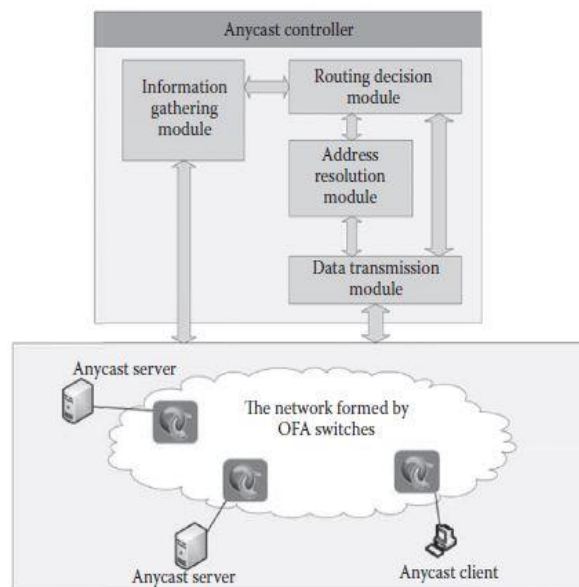 Anycast controller
Information
gathering
module
Routing decision
module
Address
resolution
module
Data transmission
module
Anycast server
The network formed by
OFA switches
Anycast server
Anycast client